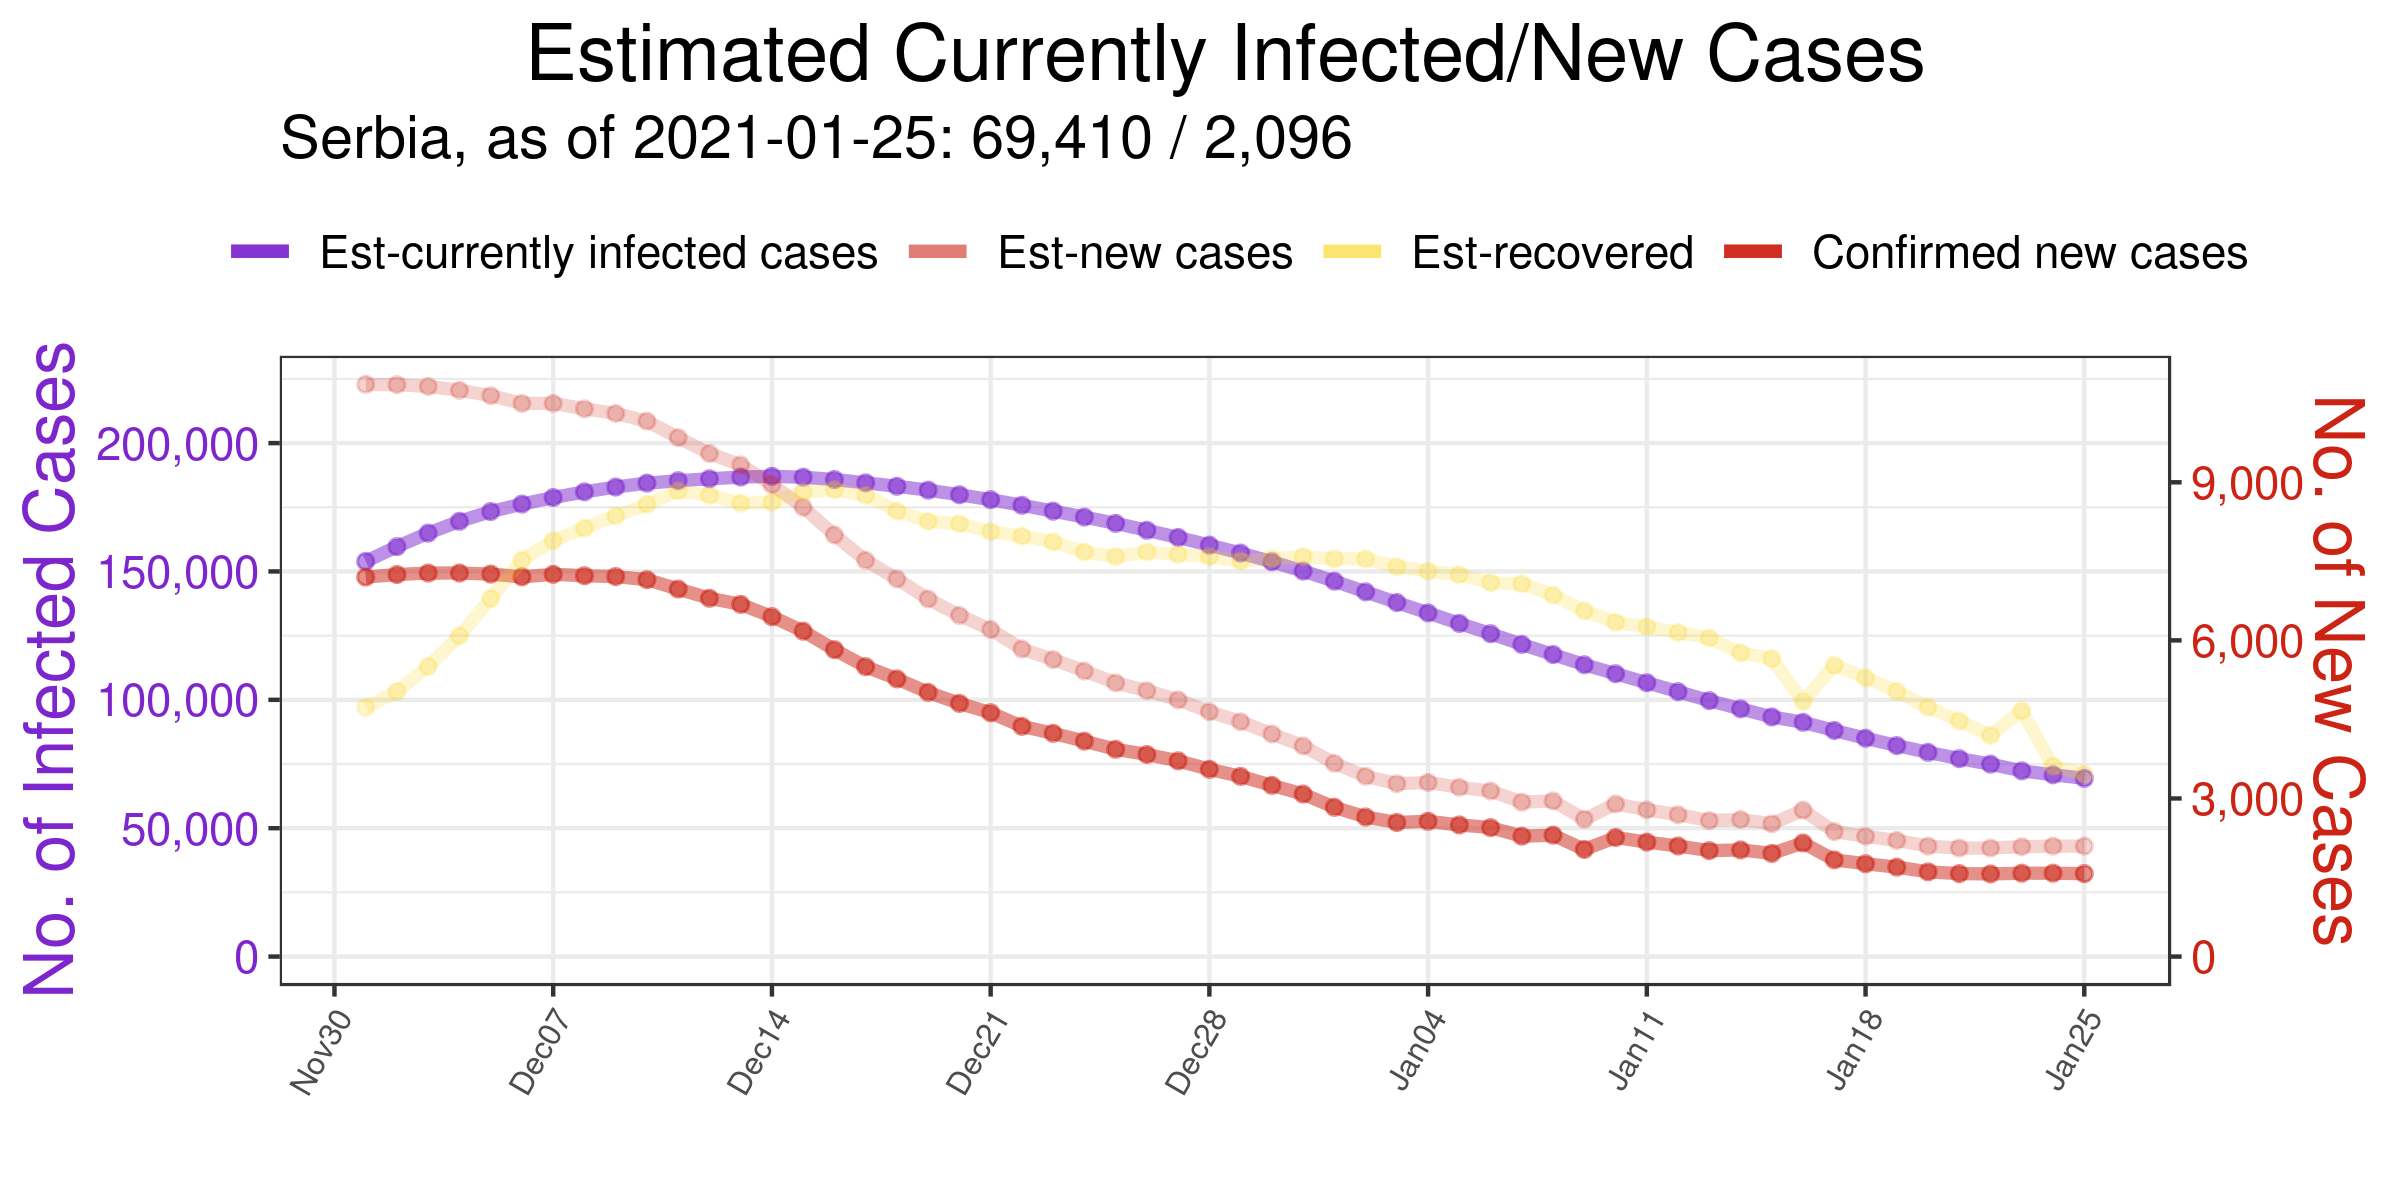 Estimated Currently Infected/New Cases
Serbia, as of 2021-01-25: 69,410 / 2,096
Est-currently infected cases Est-new cases Est-recovered Confirmed new cases
No. of Infected Cases
200,000
150,000
100,000
50,000
0
9,000
6,000
3,000
0
No. of New Cases
Nov30 Dec07 Dec14 Dec21 Dec28 Jan04 Jan11 Jan18 Jan25